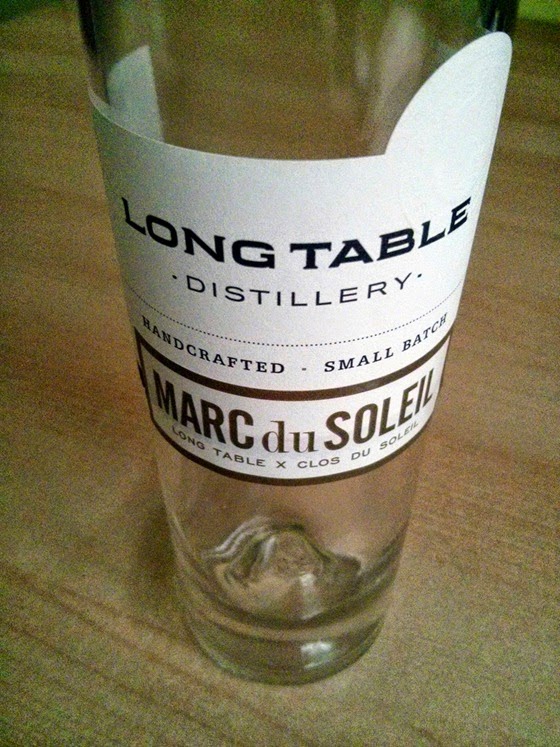 LONG TABLE
·DISTILLERY·
HANDCRAFTED - SMALL BATCH
MARC du SOLEIL
LONG TABLE X CLOS DU SOLEIL